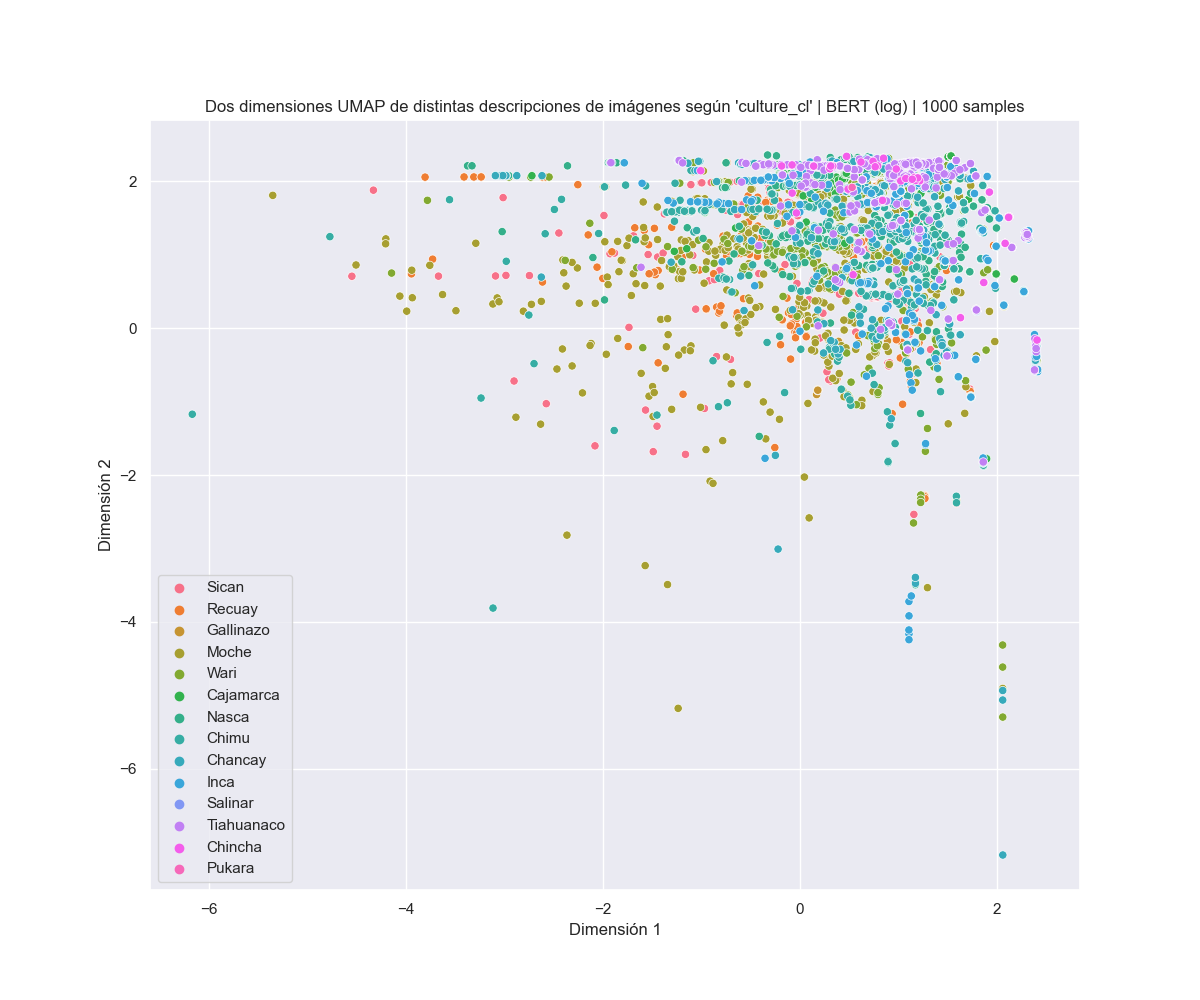 Dos dimensiones UMAP de distintas descripciones de imágenes según 'culture_cl' | BERT (log) | 1000 samples
2
0
−2
−4
−6
Dimensión 2
Sican
Recuay
Gallinazo
Moche
Wari
Cajamarca
Nasca
Chimu
Chancay
Inca
Salinar
Tiahuanaco
Chincha
Pukara
−6 −4 −2 0 2
Dimensión 1